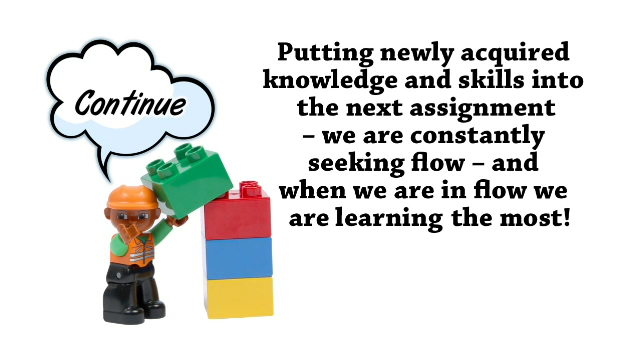 Continue
Putting newly acquired
knowledge and skills into
the next assignment
– we are constantly
seeking flow – and
when we are in flow we
are learning the most!